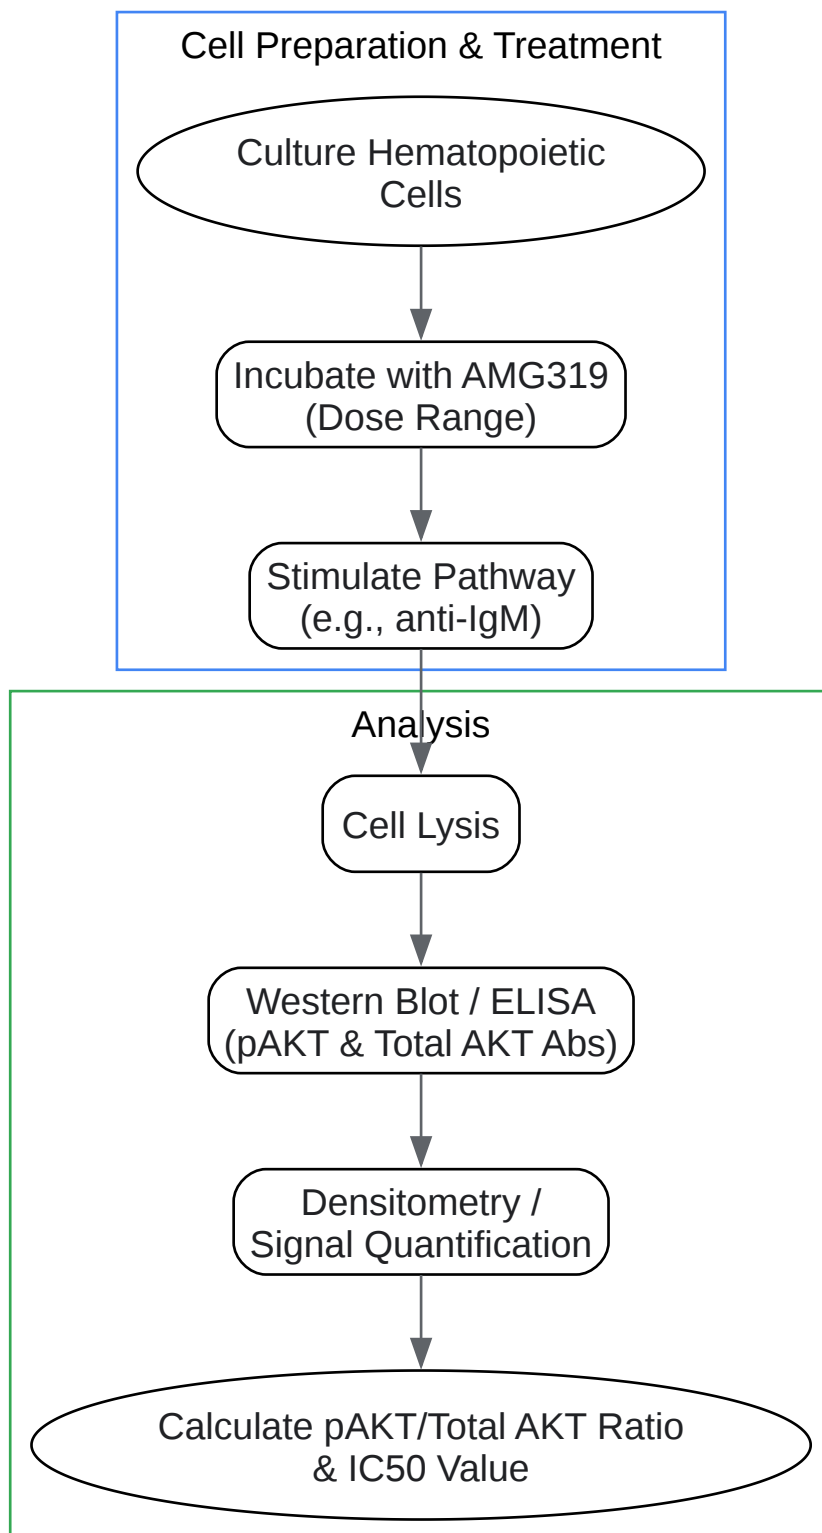 Cell Preparation & Treatment
Culture Hematopoietic
Cells
Incubate with AMG319
(Dose Range)
Stimulate Pathway
(e.g., anti-IgM)
Analysis
Cell Lysis
Western Blot / ELISA
(pAKT & Total AKT Abs)
Densitometry /
Signal Quantification
Calculate pAKT/Total AKT Ratio
& IC50 Value